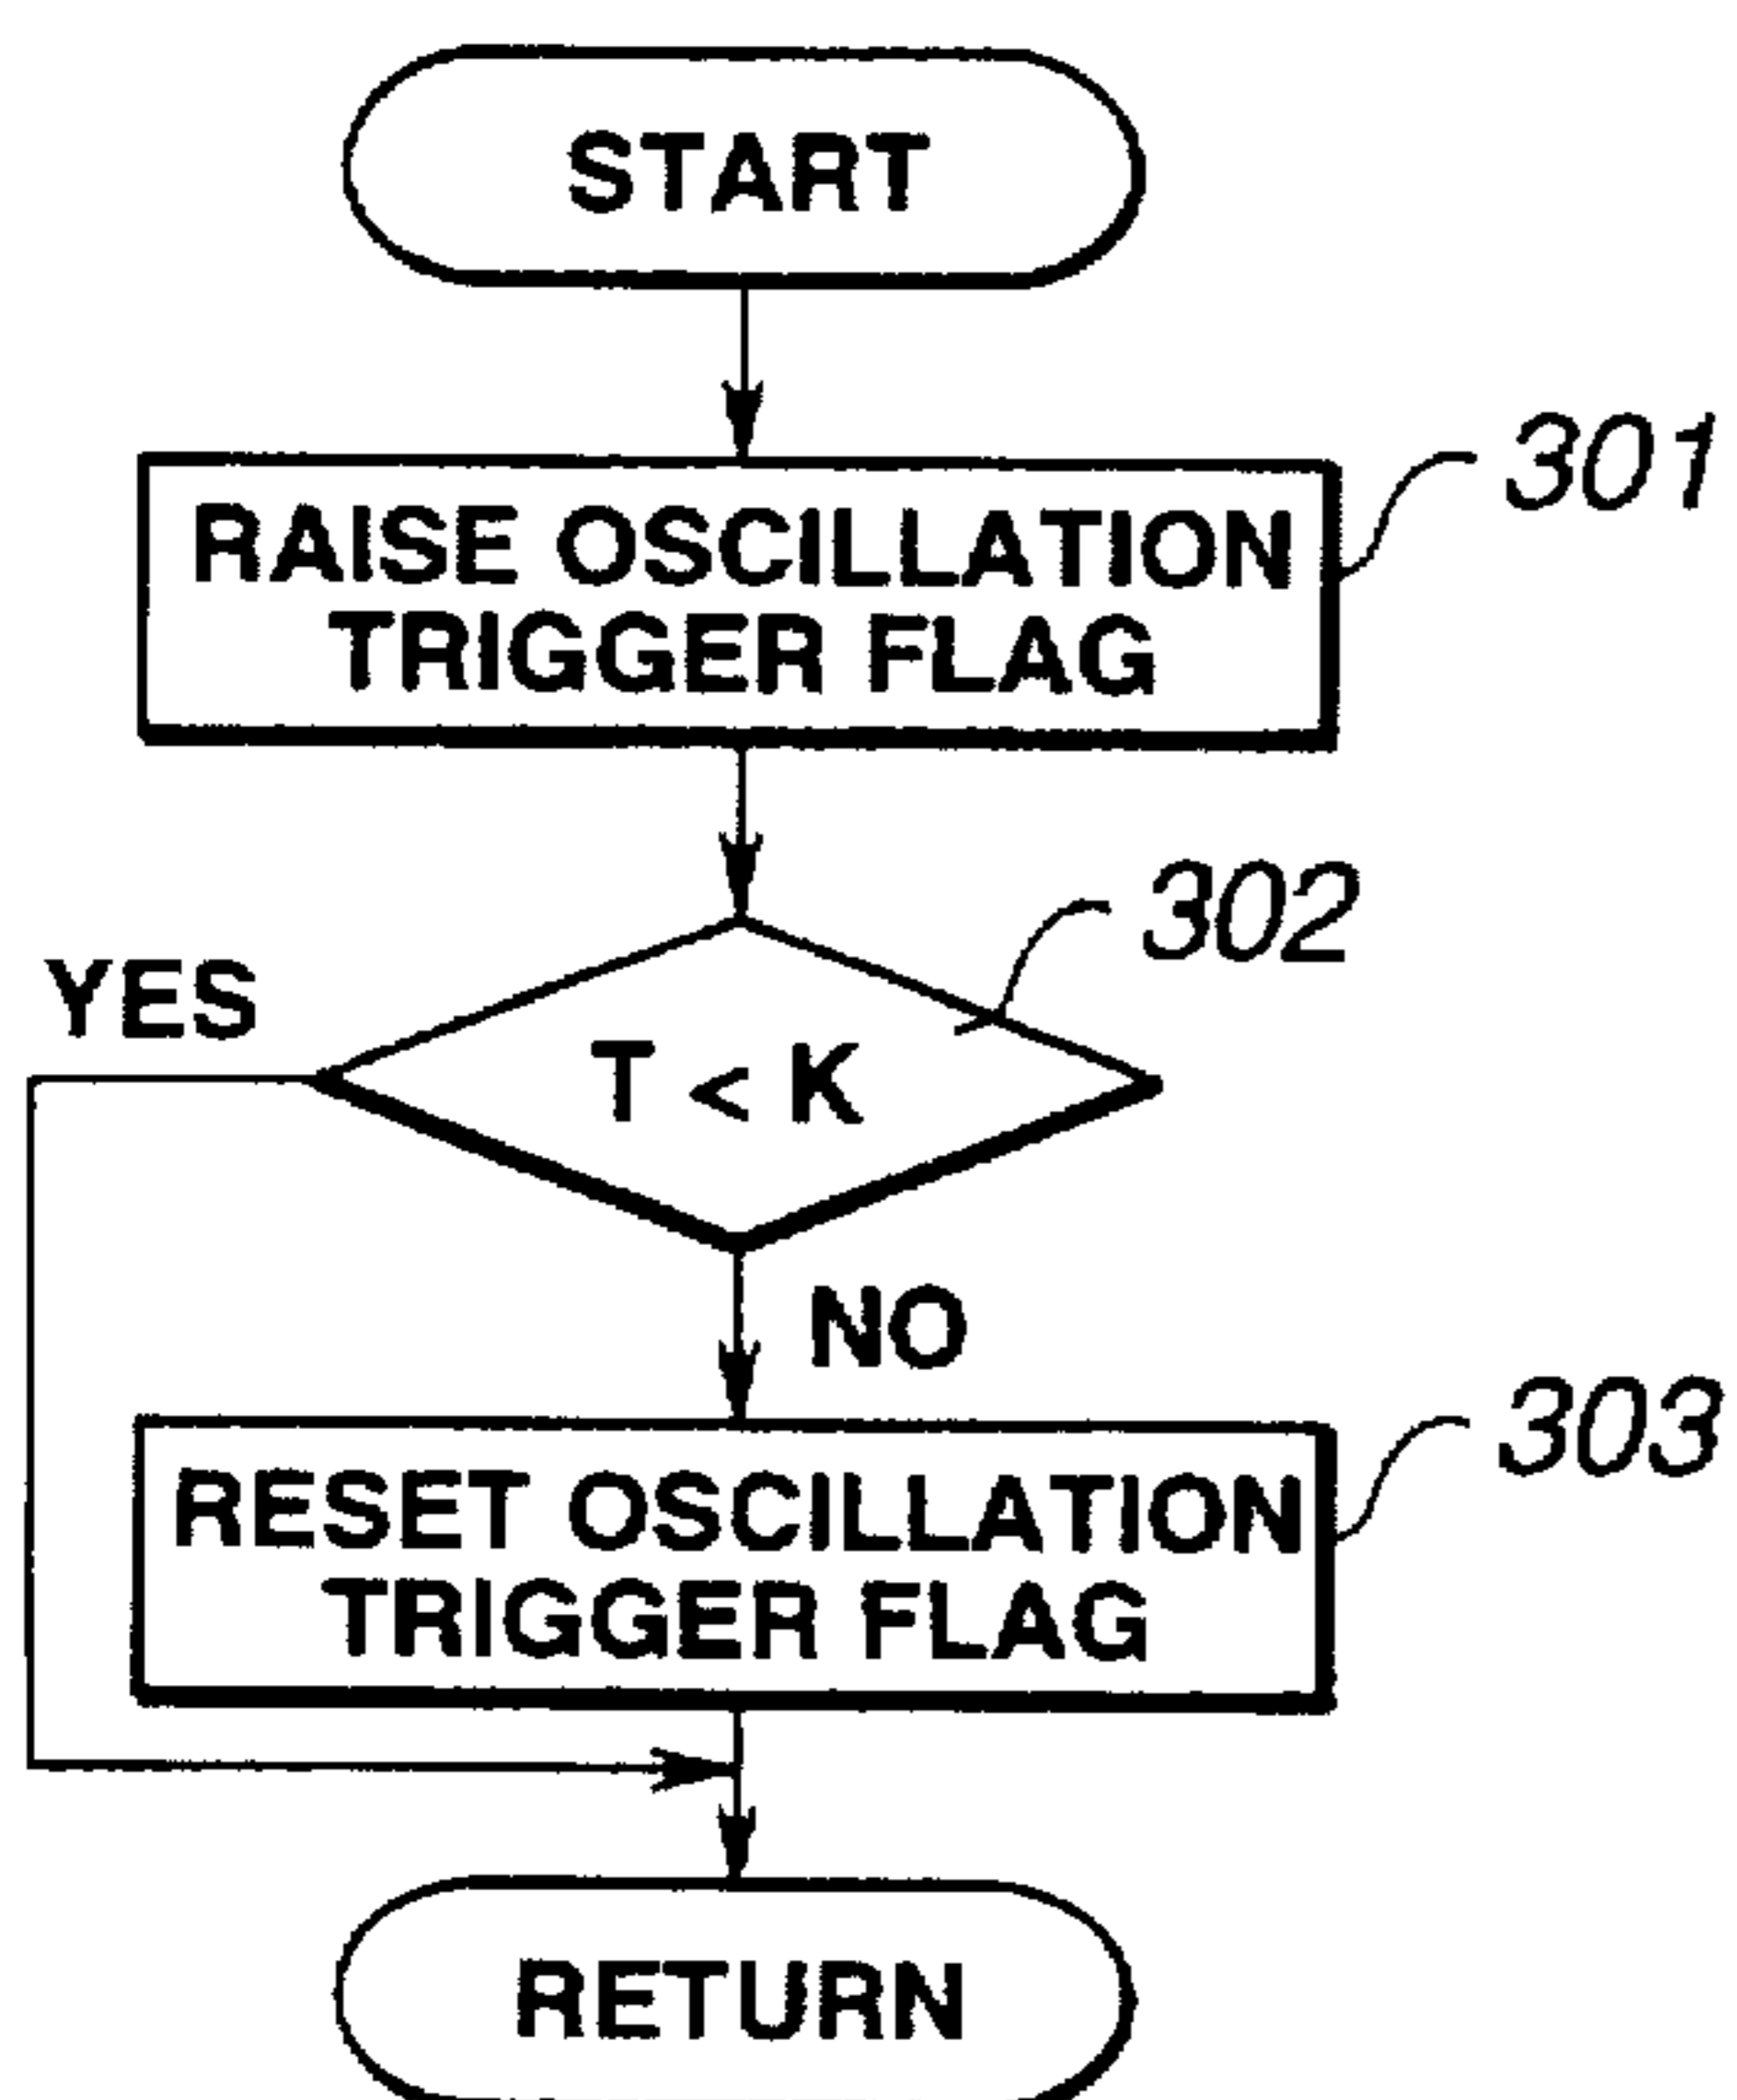 START
301
RAISE OSCILLATION
TRIGGER FLAG
302
YES
T < K
NO
303
RESET OSCILLATION
TRIGGER FLAG
RETURN